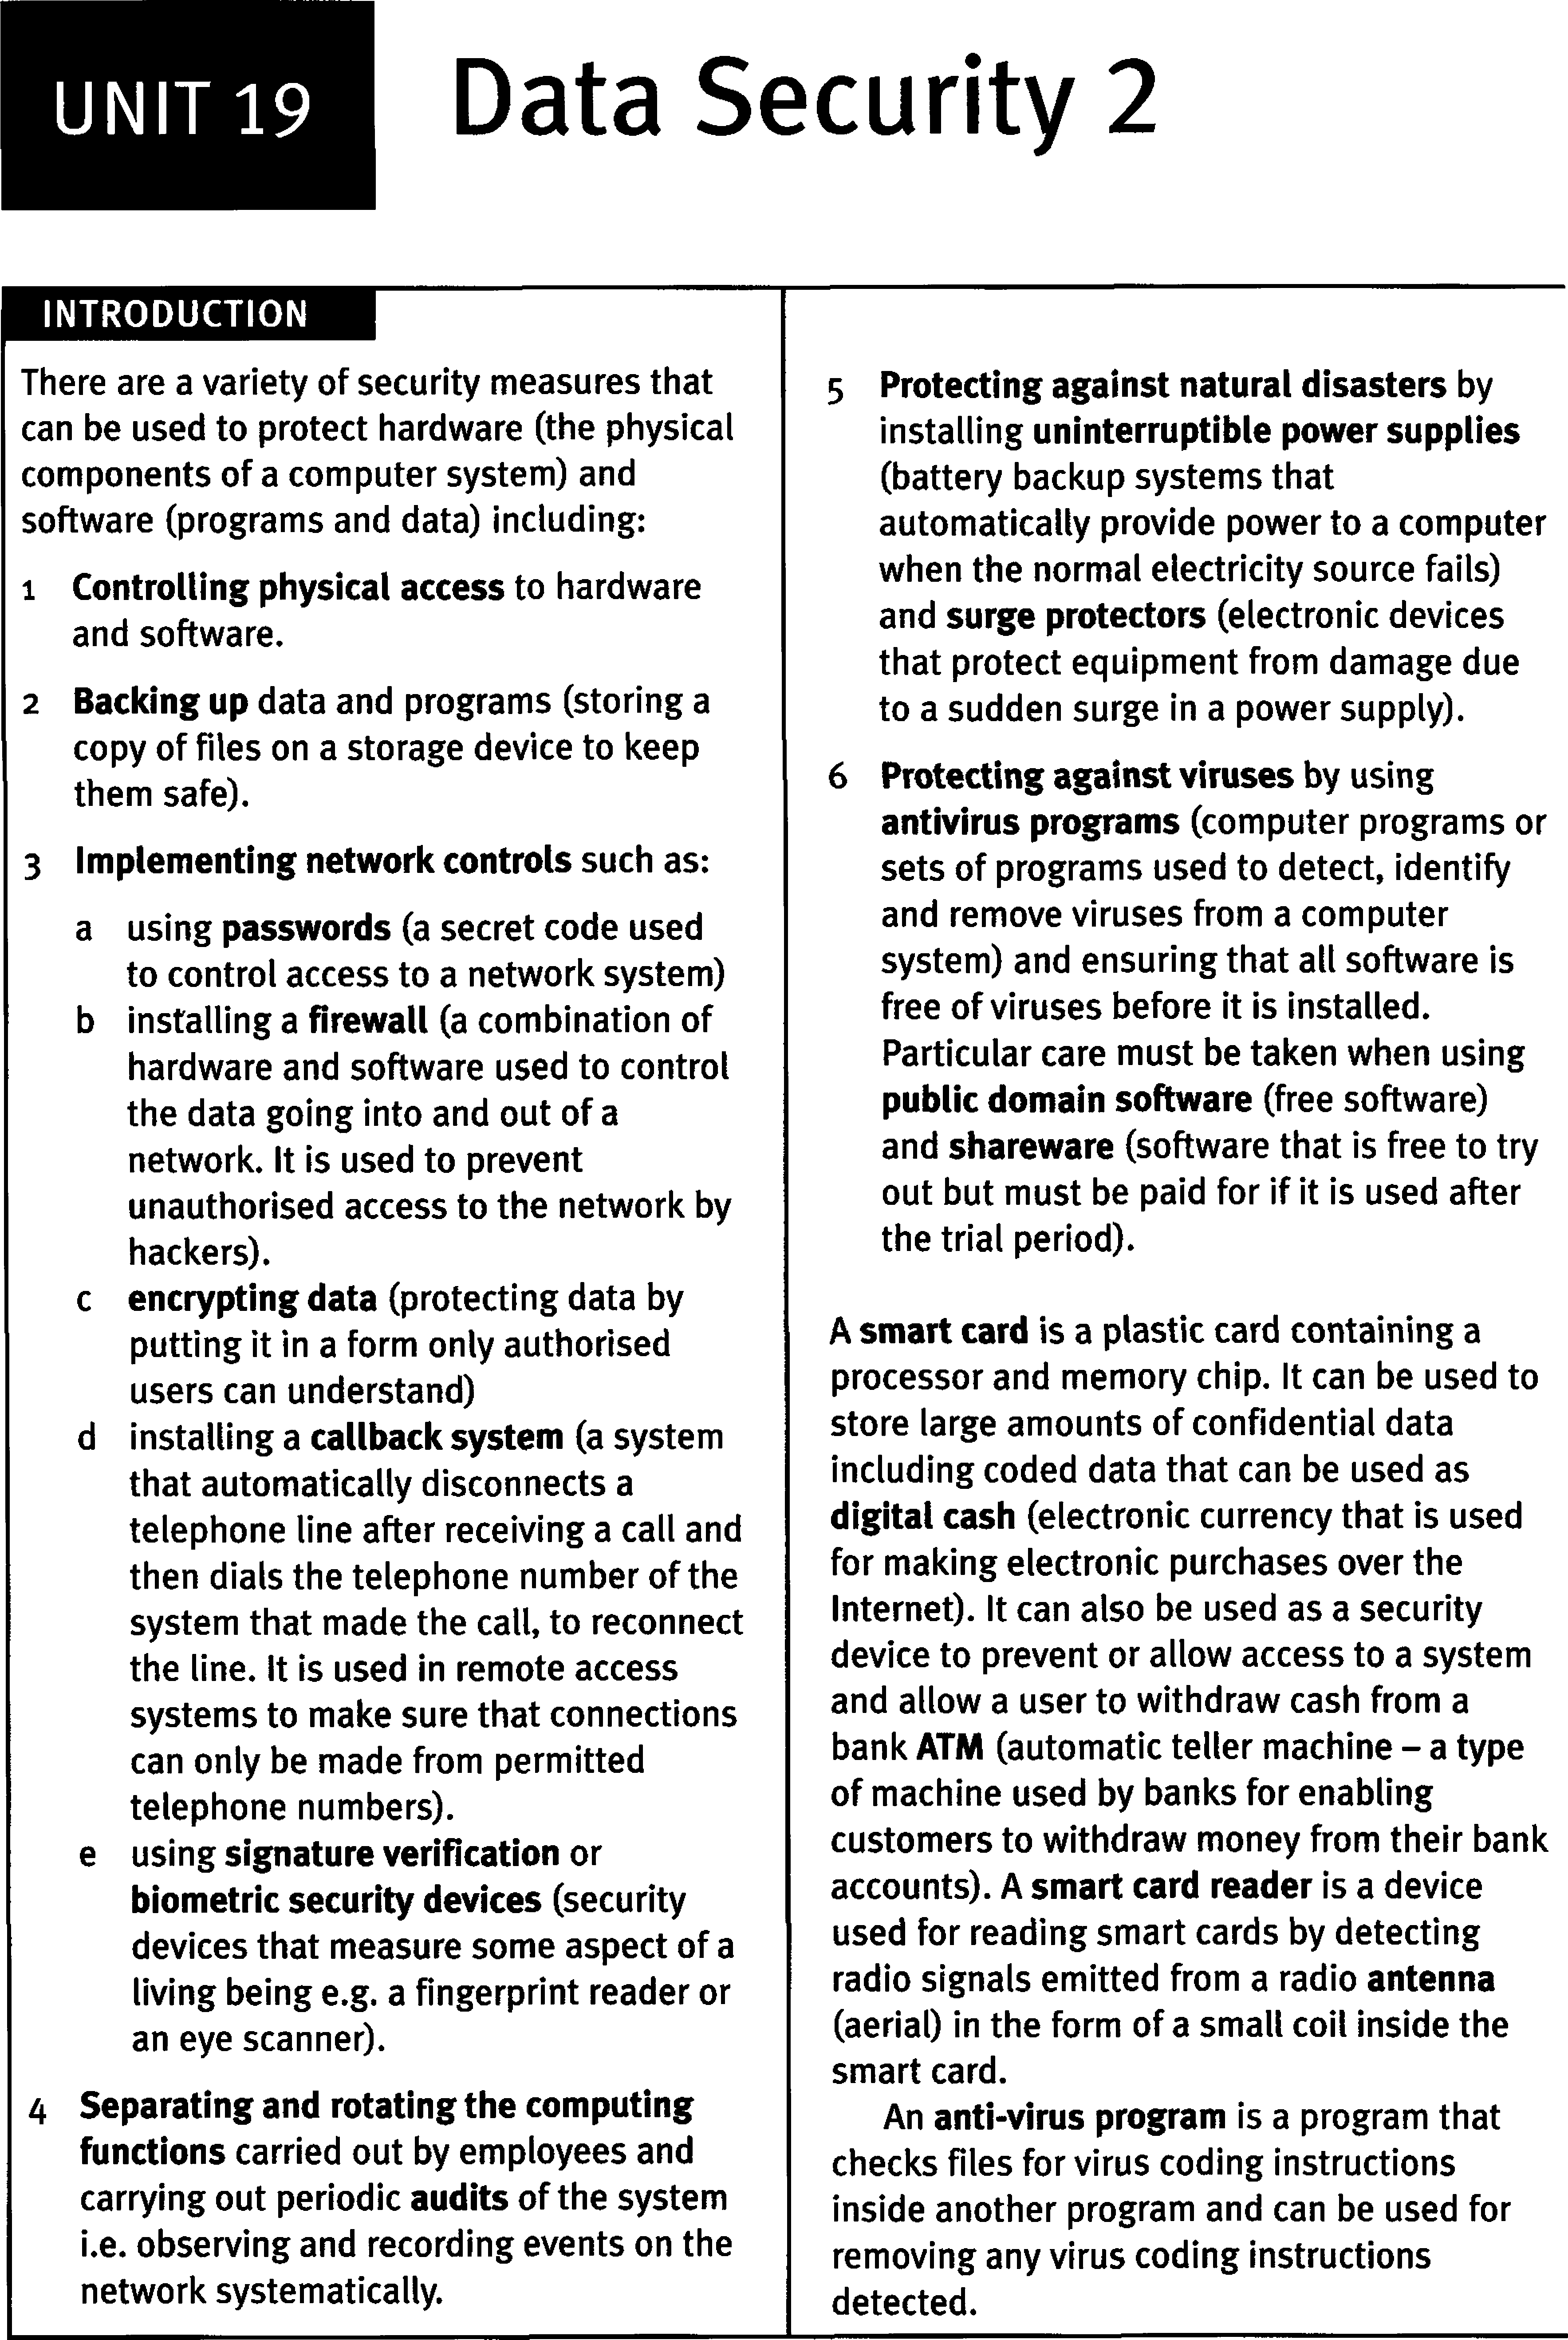 UNIT 19
Data Security 2
INTRODUCTION
There are a variety of security measures that
can be used to protect hardware (the physical
components of a computer system) and
software (programs and data) including:
1 Controlling physical access to hardware
and software.
2 Backing up data and programs (storing a
copy of files on a storage device to keep
them safe).
3 Implementing network controls such as:
a using passwords (a secret code used
to control access to a network system)
b installing a firewall (a combination of
hardware and software used to control
the data going into and out of a
network. It is used to prevent
unauthorised access to the network by
hackers).
c encrypting data (protecting data by
putting it in a form only authorised
users can understand)
d installing a callback system (a system
that automatically disconnects a
telephone line after receiving a call and
then dials the telephone number of the
system that made the call, to reconnect
the line. It is used in remote access
systems to make sure that connections
can only be made from permitted
telephone numbers).
e using signature verification or
biometric security devices (security
devices that measure some aspect of a
living being e.g. a fingerprint reader or
an eye scanner).
4 Separating and rotating the computing
functions carried out by employees and
carrying out periodic audits of the system
i.e. observing and recording events on the
network systematically.
5 Protecting against natural disasters by
installing uninterruptible power supplies
(battery backup systems that
automatically provide power to a computer
when the normal electricity source fails)
and surge protectors (electronic devices
that protect equipment from damage due
to a sudden surge in a power supply).
6 Protecting against viruses by using
antivirus programs (computer programs or
sets of programs used to detect, identify
and remove viruses from a computer
system) and ensuring that all software is
free of viruses before it is installed.
Particular care must be taken when using
public domain software (free software)
and shareware (software that is free to try
out but must be paid for if it is used after
the trial period).
A smart card is a plastic card containing a
processor and memory chip. It can be used to
store large amounts of confidential data
including coded data that can be used as
digital cash (electronic currency that is used
for making electronic purchases over the
Internet). It can also be used as a security
device to prevent or allow access to a system
and allow a user to withdraw cash from a
bank ATM (automatic teller machine – a type
of machine used by banks for enabling
customers to withdraw money from their bank
accounts). A smart card reader is a device
used for reading smart cards by detecting
radio signals emitted from a radio antenna
(aerial) in the form of a small coil inside the
smart card.
An anti-virus program is a program that
checks files for virus coding instructions
inside another program and can be used for
removing any virus coding instructions
detected.